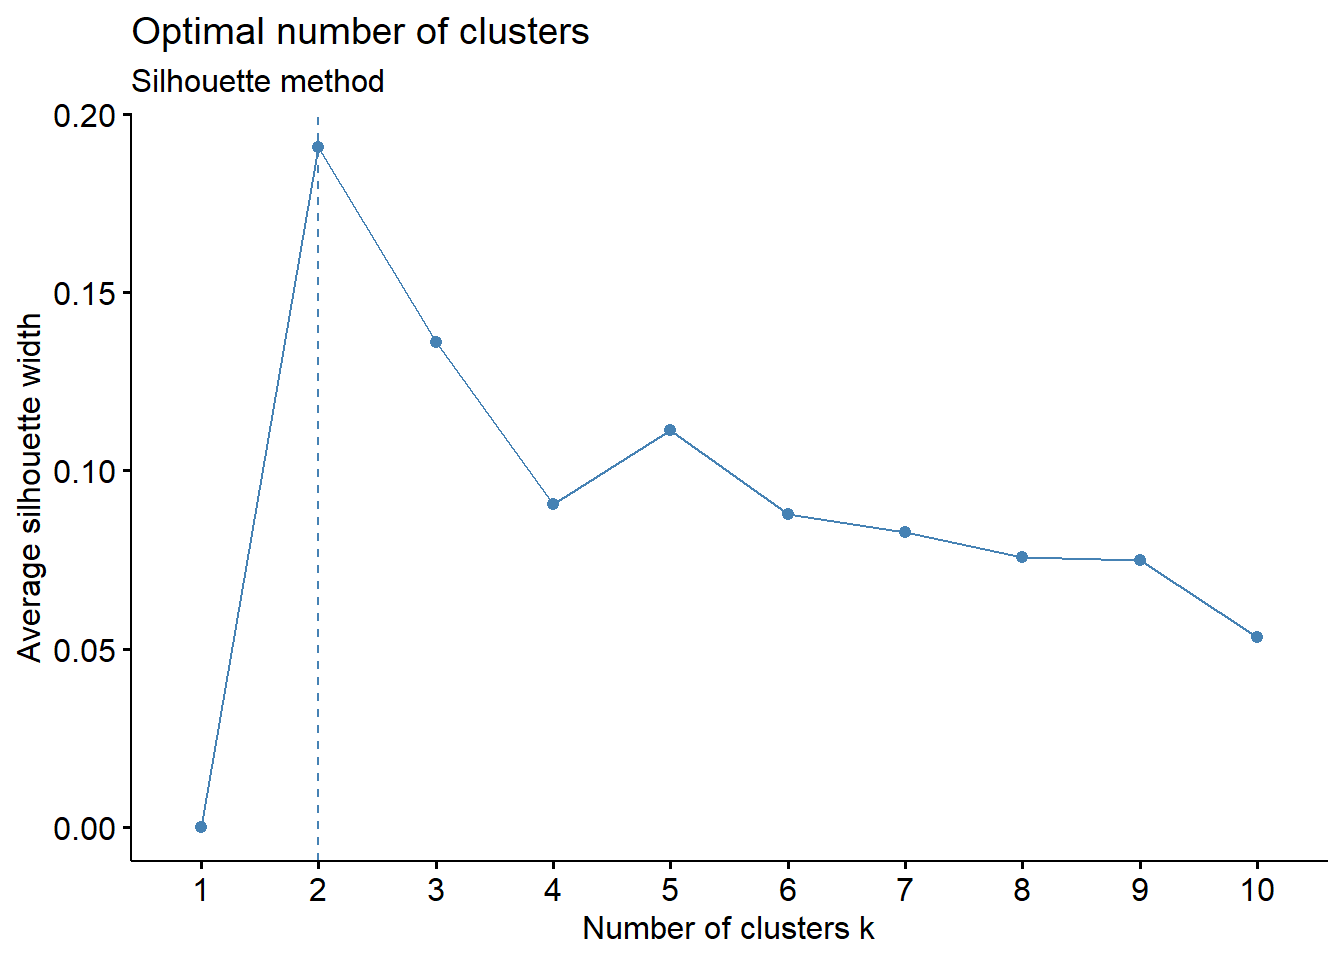 Optimal number of clusters
Silhouette method
0.20
0.15
0.10
0.05
0.00
Average silhouette width
1 2 3 4 5 6 7 8 9 10
Number of clusters k